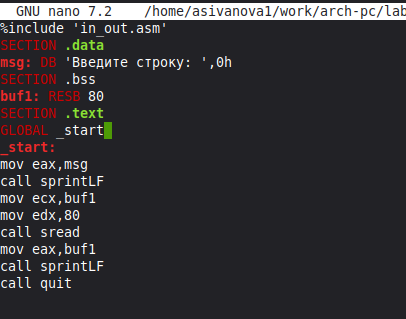 GNU nano 7.2 /home/asivanova1/work/arch-pc/lab
%include 'in_out.asm'
SECTION .data
msg: DB 'Введите строку: ',0h
SECTION .bss
buf1: RESB 80
SECTION .text
GLOBAL _start
_start:
mov eax,msg
call sprintLF
mov ecx,buf1
mov edx,80
call sread
mov eax,buf1
call sprintLF
call quit